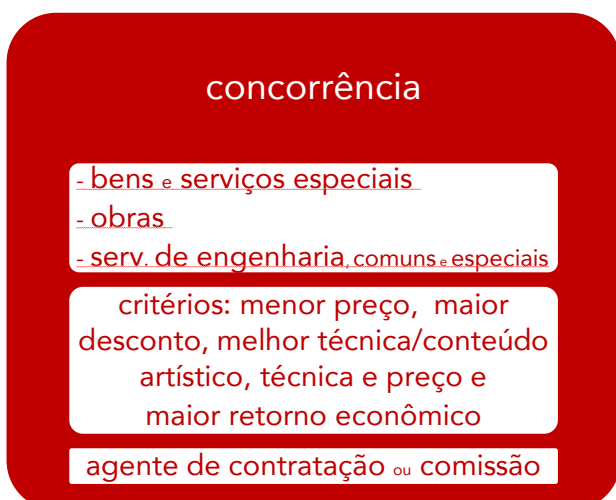 concorrência
- bens e serviços especiais
- obras
- serv. de engenharia, comuns e especiais
critérios: menor preço, maior
desconto, melhor técnica/conteúdo
artístico, técnica e preço e
maior retorno econômico
agente de contratação ou comissão